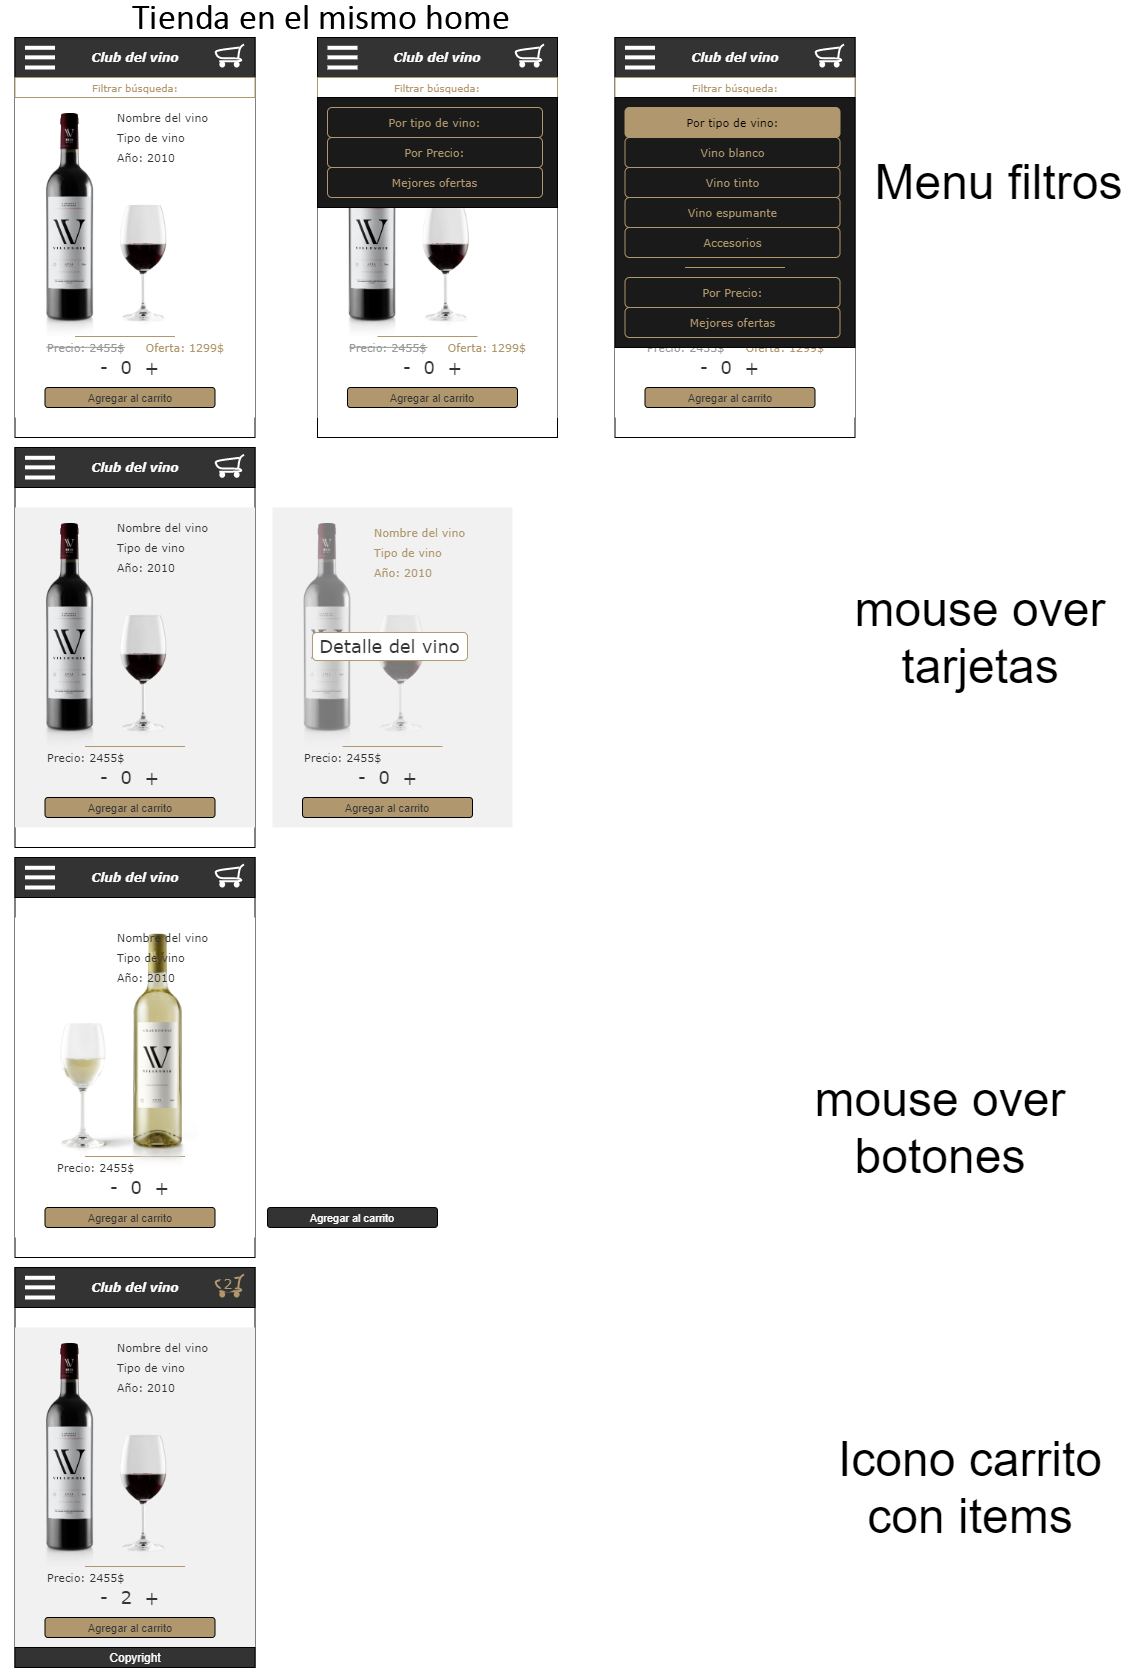 Tienda en el mismo home
Club del vino
Filtrar búsqueda:
Nombre del vino
Tipo de vino
Año: 2010
W
VILLENOIR
Precio: 2455$ Oferta: 1299$
- 0 +
Agregar al carrito
Club del vino
Filtrar búsqueda:
Por tipo de vino:
Por Precio:
Mejores ofertas
VILLENOIR
Precio: 2455$ Oferta: 1299$
- 0 +
Agregar al carrito
Club del vino
Filtrar búsqueda:
Por tipo de vino:
Vino blanco
Vino tinto
Vino espumante
Accesorios
Por Precio:
Mejores ofertas
Precio: 2455$ Oferta: 1299$
- 0 +
Agregar al carrito
Menu filtros
Club del vino
Nombre del vino
Tipo de vino
Año: 2010
W
VILLENOIR
Precio: 2455$
- 0 +
Agregar al carrito
Nombre del vino
Tipo de vino
Año: 2010
Detalle del vino
Precio: 2455$
- 0 +
Agregar al carrito
mouse over
tarjetas
Club del vino
Nombre del vino
Tipo de vino
Año: 2010
CHARDONNAY
W
VILLENOIR
Precio: 2455$
- 0 +
Agregar al carrito
Agregar al carrito
mouse over
botones
Club del vino
2
Nombre del vino
Tipo de vino
Año: 2010
W
VILLENOIR
Precio: 2455$
- 2 +
Agregar al carrito
Copyright
Icono carrito
con items